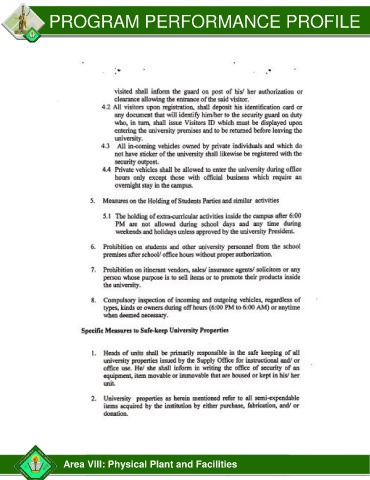 PROGRAM PERFORMANCE PROFILE
visited shall inform the guard on post of his/ her authorization or
clearance allowing the entrance of the said visitor.
4.2 All visitors upon registration, shall deposit his identification card or
any document that will identify him/her to the security guard on duty
who, in turn, shall issue Visitors ID which must be displayed upon
entering the university premises and to be returned before leaving the
university.
4.3 All in-coming vehicles owned by private individuals and which do
not have sticker of the university shall likewise be registered with the
security outpost.
4.4 Private vehicles shall be allowed to enter the university during office
hours only except those with official business which require an
overnight stay in the campus.
5. Measures on the Holding of Students Parties and similar activities
5.1 The holding of extra-curricular activities inside the campus after 6:00
PM are not allowed during school days and any time during
weekends and holidays unless approved by the university President.
6. Prohibition on students and other university personnel from the school
premises after school/ office hours without proper authorization.
7. Prohibition on itinerant vendors, sales/ insurance agents/ solicitors or any
person whose purpose is to sell items or to promote their products inside
the university.
8. Compulsory inspection of incoming and outgoing vehicles, regardless of
types, kinds or owners during off hours (6:00 PM to 6:00 AM) or anytime
when deemed necessary.
Specific Measures to Safe-keep University Properties
1. Heads of units shall be primarily responsible in the safe keeping of all
university properties issued by the Supply Office for instructional and/ or
office use. He/ she shall inform in writing the office of security of an
equipment, item movable or immovable that are housed or kept in his/ her
unit.
2. University properties as herein mentioned refer to all semi-expendable
items acquired by the institution by either purchase, fabrication, and/ or
donation.
Area VIII: Physical Plant and Facilities